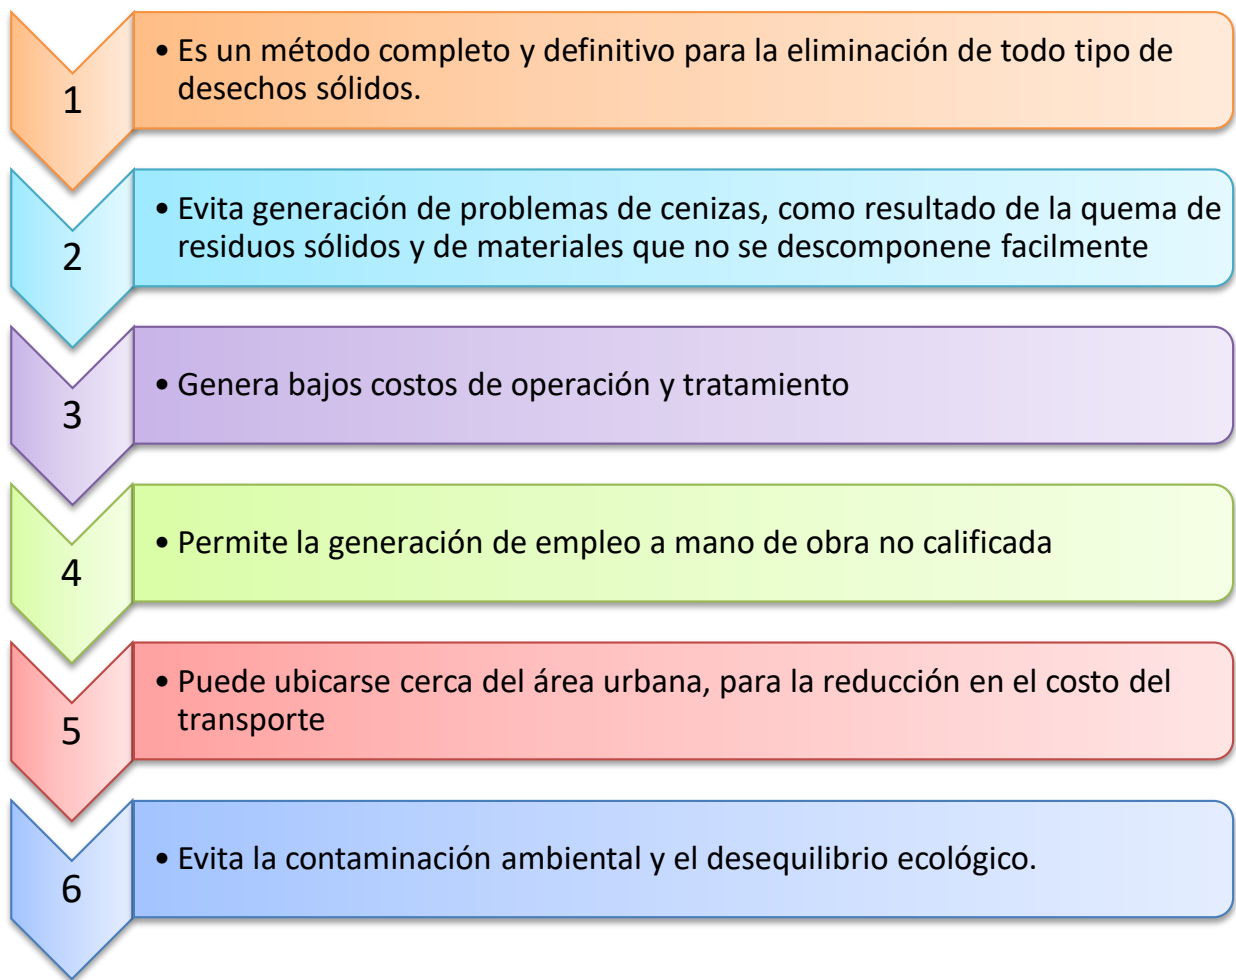 1
• Es un método completo y definitivo para la eliminación de todo tipo de
desechos sólidos.
2
• Evita generación de problemas de cenizas, como resultado de la quema de
residuos sólidos y de materiales que no se descomponene facilmente
3
• Genera bajos costos de operación y tratamiento
4
• Permite la generación de empleo a mano de obra no calificada
5
• Puede ubicarse cerca del área urbana, para la reducción en el costo del
transporte
6
• Evita la contaminación ambiental y el desequilibrio ecológico.